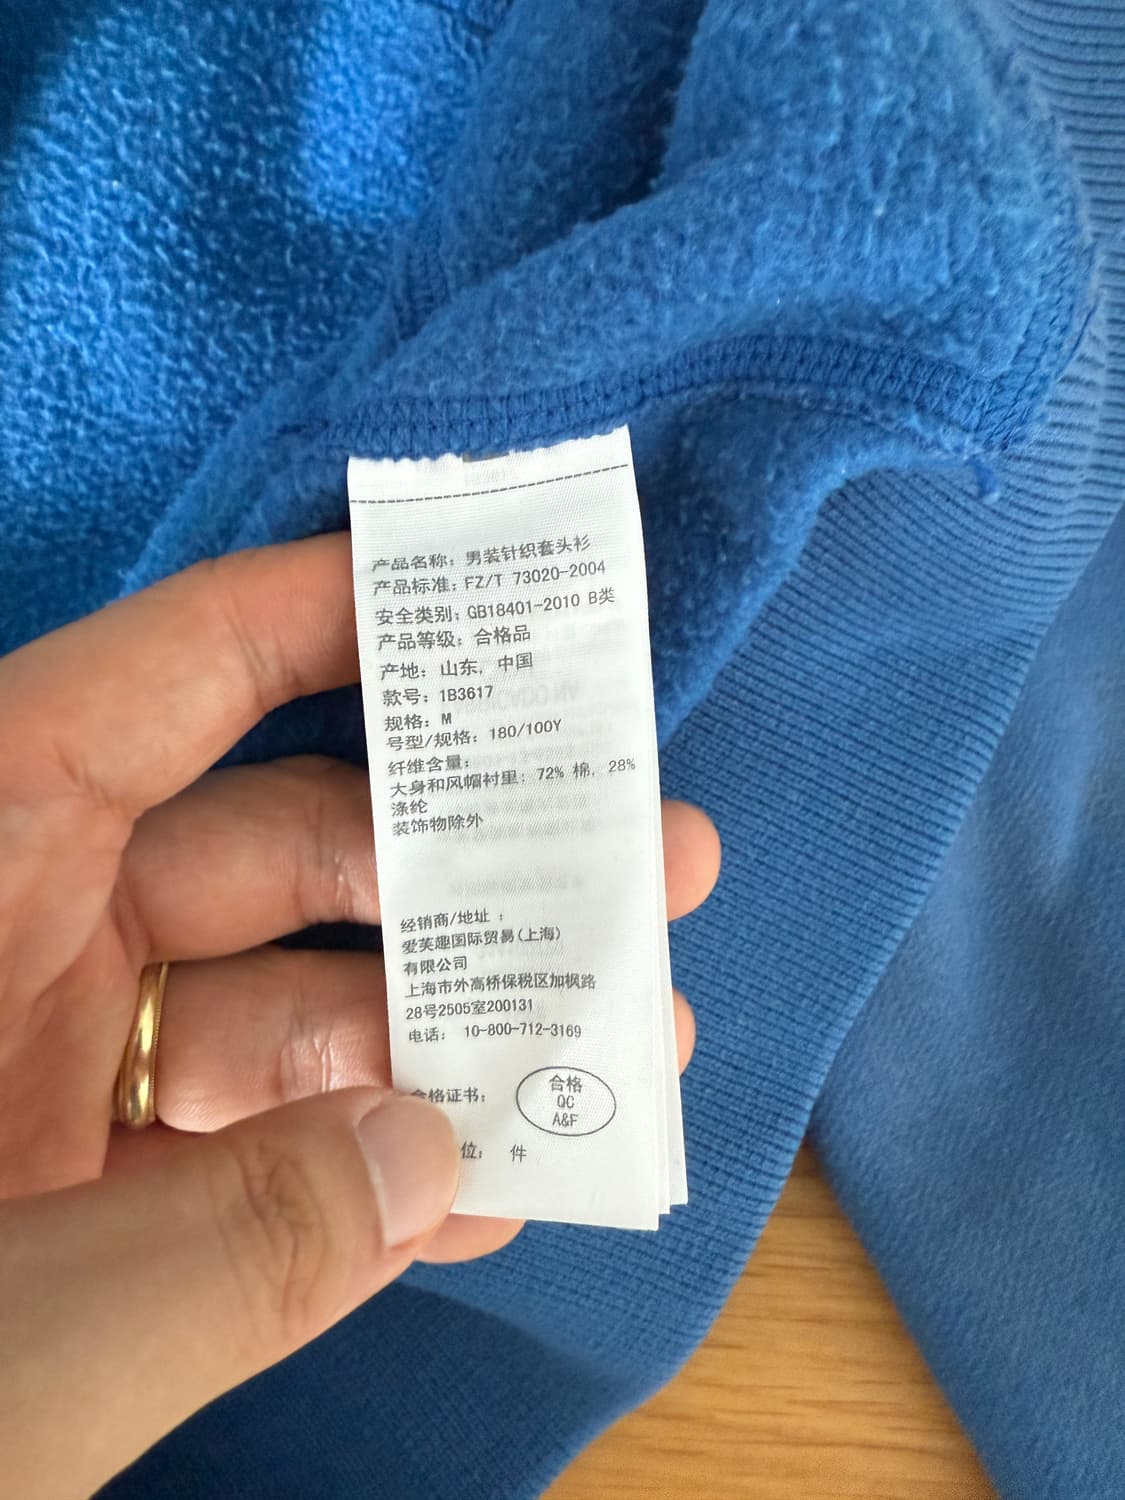 产品名称: 男装针织套头衫
产品标准: FZ/T 73020-2004
安全类别: GB18401-2010 B类
产品等级: 合格品
产地: 山东, 中国
款号: 1B3617
规格: M
号型/规格: 180/100Y
纤维含量:
大身和风帽衬里: 72% 棉, 28%
涤纶
装饰物除外
经销商/地址 :
爱芙趣国际贸易(上海)
有限公司
上海市外高桥保税区加枫路
28号2505室200131
电话: 10-800-712-3169
合格证书:
合格
QC
A&F
位: 件